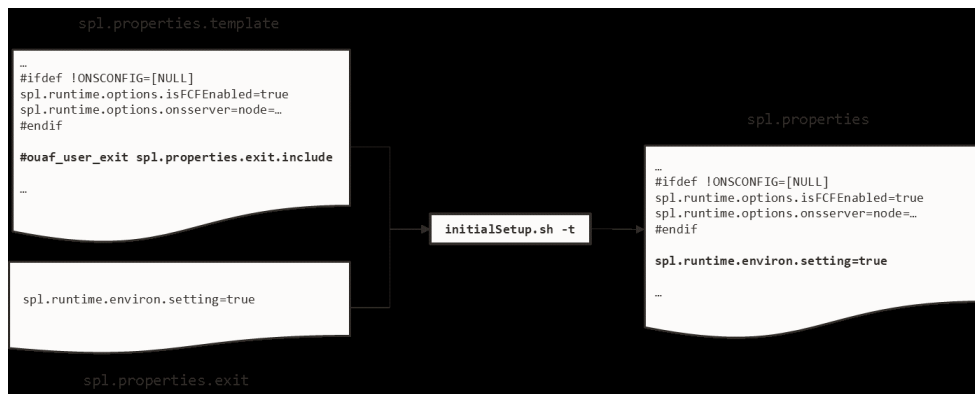 spl.properties.template
…
#ifdef !ONSCONFIG=[NULL]
spl.runtime.options.isFCFEnabled=true
spl.runtime.options.onsserver=node=…
#endif
#ouaf_user_exit spl.properties.exit.include
…
spl.runtime.environ.setting=true
spl.properties.exit
initialSetup.sh -t
spl.properties
…
#ifdef !ONSCONFIG=[NULL]
spl.runtime.options.isFCFEnabled=true
spl.runtime.options.onsserver=node=…
#endif
spl.runtime.environ.setting=true
…